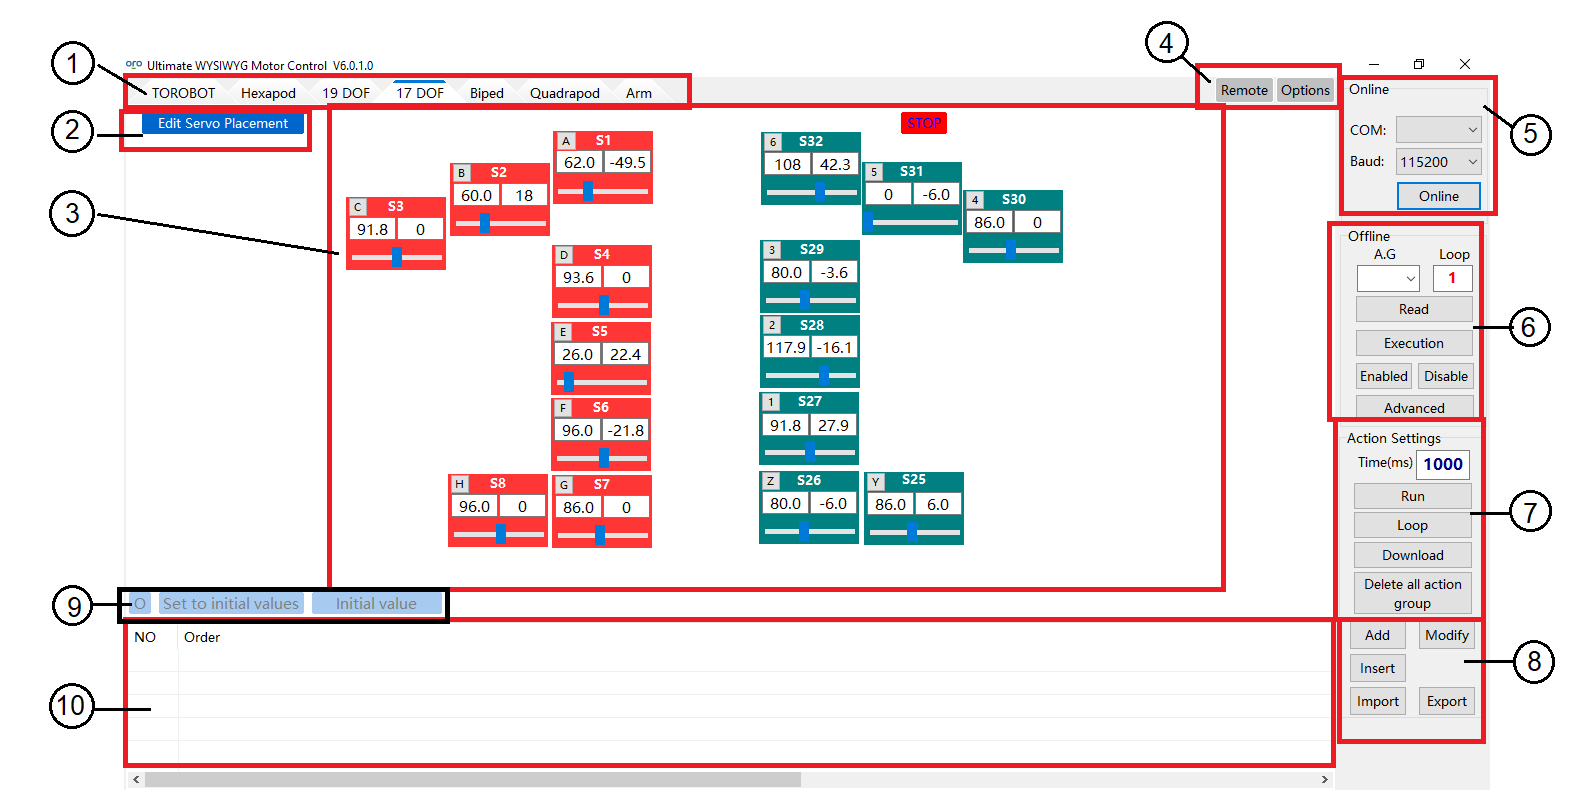 oro Ultimate WYSIWYG Motor Control V6.0.1.0
1
TOROBOT Hexapod 19 DOF 17 DOF Biped Quadrapod Arm
4
Remote Options
2
Edit Servo Placement
STOP
3
A S1
62.0 -49.5
B S2
60.0 18
C S3
91.8 0
D S4
93.6 0
E S5
26.0 22.4
F S6
96.0 -21.8
H S8
96.0 0
G S7
86.0 0
6 S32
108 42.3
5 S31
0 -6.0
4 S30
86.0 0
3 S29
80.0 -3.6
2 S28
117.9 -16.1
1 S27
91.8 27.9
Z S26
80.0 -6.0
Y S25
86.0 6.0
Online
COM:
Baud: 115200
Online
5
Offline
A.G Loop
1
Read
Execution
Enabled Disable
Advanced
6
Action Settings
Time(ms) 1000
Run
Loop
Download
Delete all action
group
7
Add Modify
Insert
Import Export
8
9
O Set to initial values Initial value
NO Order
10